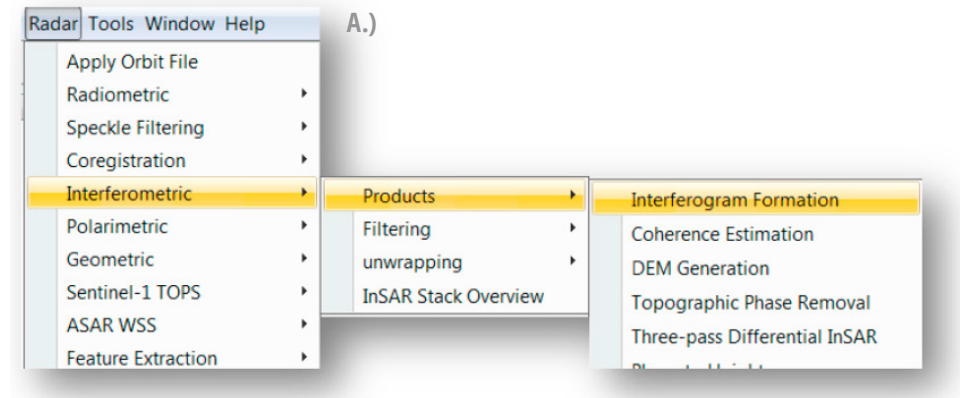 Radar Tools Window Help
A.)
Apply Orbit File
Radiometric
Speckle Filtering
Coregistration
Interferometric
Polarimetric
Geometric
Sentinel-1 TOPS
ASAR WSS
Feature Extraction
Products
Filtering
unwrapping
InSAR Stack Overview
Interferogram Formation
Coherence Estimation
DEM Generation
Topographic Phase Removal
Three-pass Differential InSAR